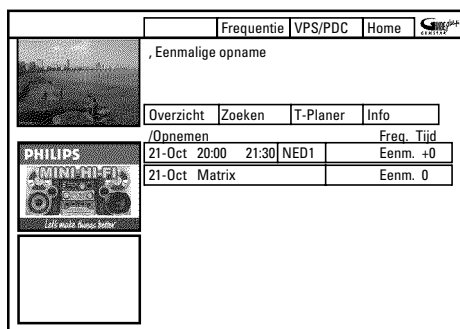 Frequentie VPS/PDC Home GUIDE Plus+
GEMSTAR
, Eenmalige opname
Overzicht Zoeken T-Planer Info
/Opnemen Freq. Tijd
21-Oct 20:00 21:30 NED1 Eenm. +0
21-Oct Matrix Eenm. 0
PHILIPS
MINI-HI-FI
Let's make things better